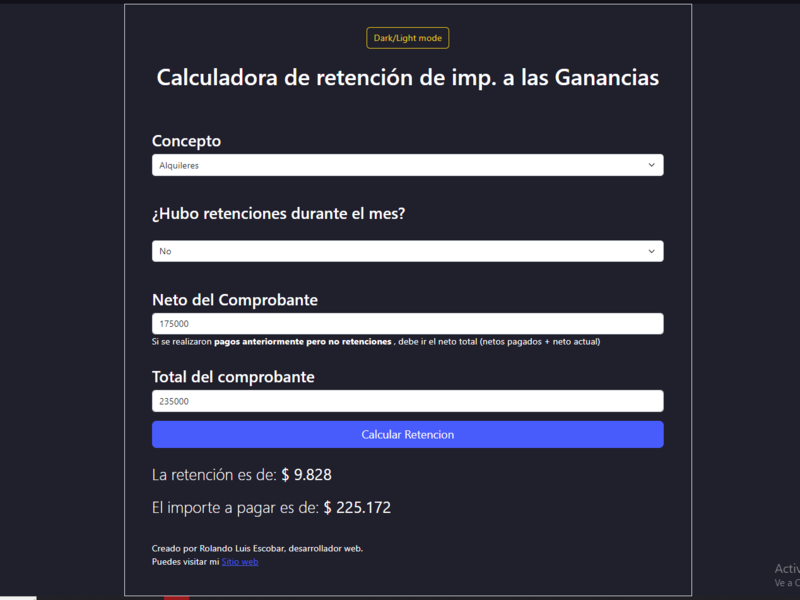 Dark/Light mode
Calculadora de retención de imp. a las Ganancias
Concepto
Alquileres
¿Hubo retenciones durante el mes?
No
Neto del Comprobante
175000
Si se realizaron pagos anteriormente pero no retenciones , debe ir el neto total (netos pagados + neto actual)
Total del comprobante
235000
Calcular Retencion
La retención es de: $ 9.828
El importe a pagar es de: $ 225.172
Creado por Rolando Luis Escobar, desarrollador web.
Puedes visitar mi Sitio web
Ve a